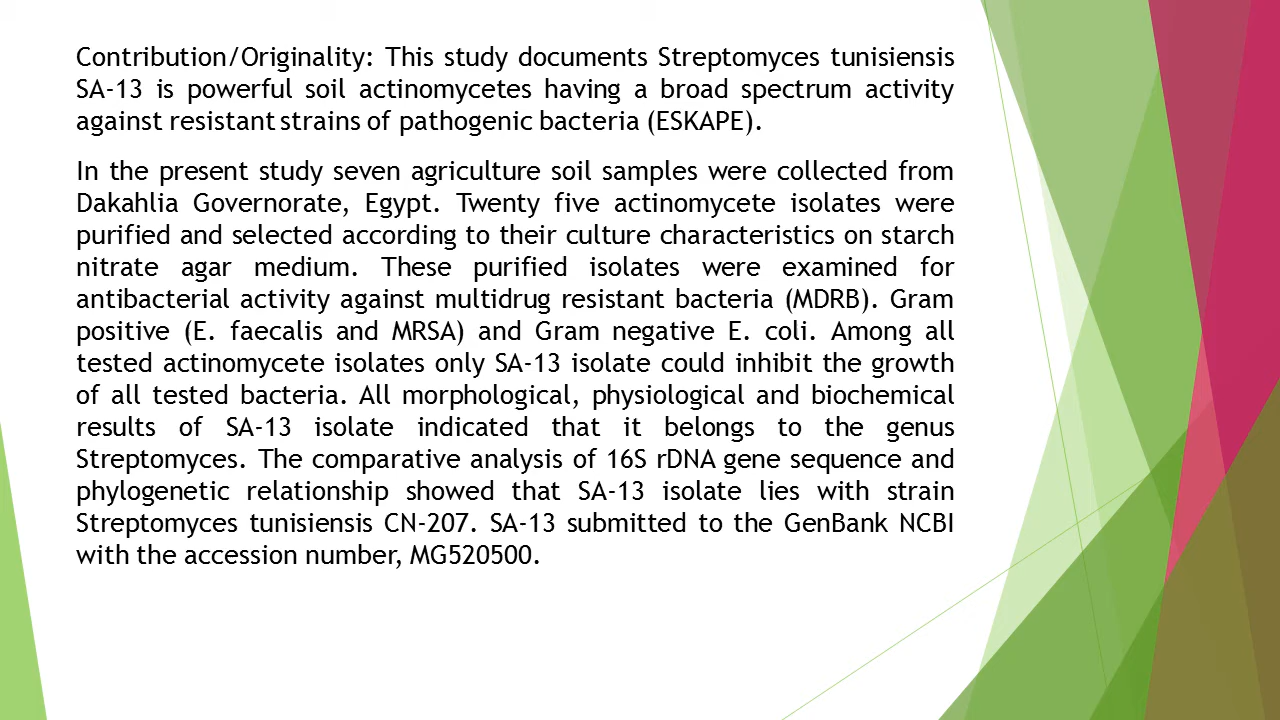 Contribution/Originality: This study documents Streptomyces tunisiensis
SA-13 is powerful soil actinomycetes having a broad spectrum activity
against resistant strains of pathogenic bacteria (ESKAPE).
In the present study seven agriculture soil samples were collected from
Dakahlia Governorate, Egypt. Twenty five actinomycete isolates were
purified and selected according to their culture characteristics on starch
nitrate agar medium. These purified isolates were examined for
antibacterial activity against multidrug resistant bacteria (MDRB). Gram
positive (E. faecalis and MRSA) and Gram negative E. coli. Among all
tested actinomycete isolates only SA-13 isolate could inhibit the growth
of all tested bacteria. All morphological, physiological and biochemical
results of SA-13 isolate indicated that it belongs to the genus
Streptomyces. The comparative analysis of 16S rDNA gene sequence and
phylogenetic relationship showed that SA-13 isolate lies with strain
Streptomyces tunisiensis CN-207. SA-13 submitted to the GenBank NCBI
with the accession number, MG520500.